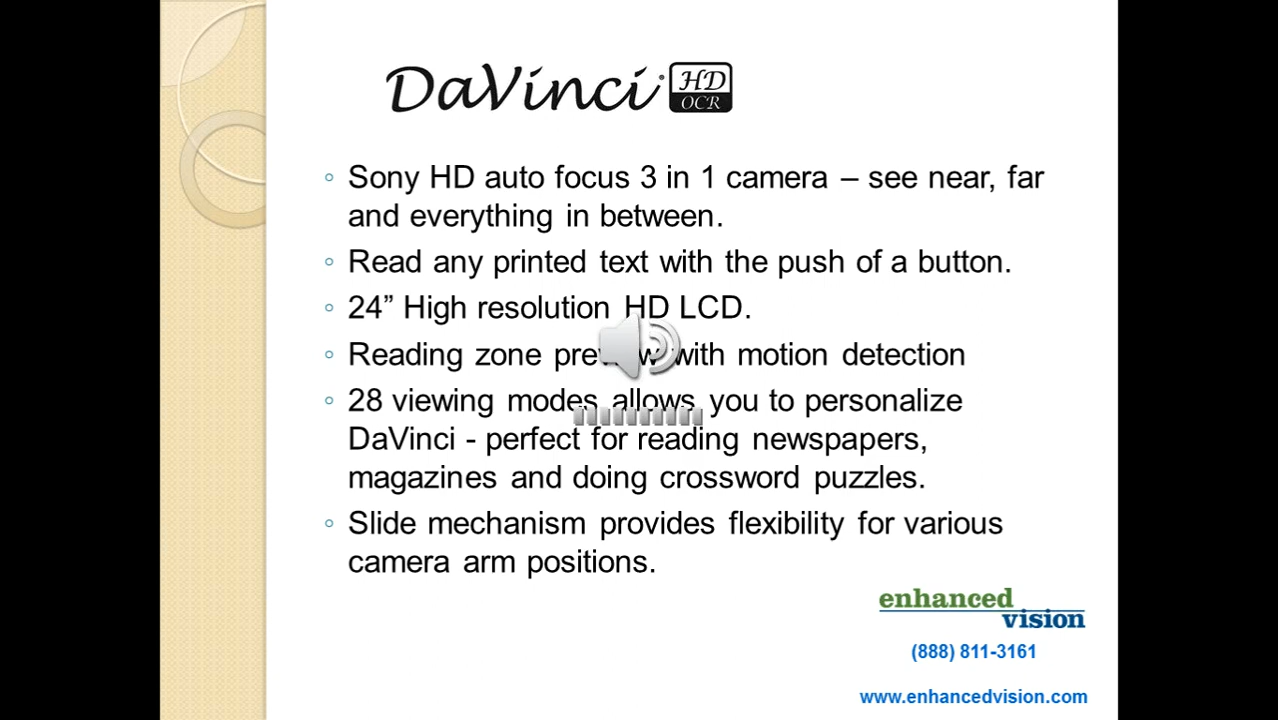 DaVinci® HD
OCR
Sony HD auto focus 3 in 1 camera – see near, far
and everything in between.
Read any printed text with the push of a button.
24” High resolution HD LCD.
Reading zone preview with motion detection
28 viewing modes allows you to personalize
DaVinci - perfect for reading newspapers,
magazines and doing crossword puzzles.
Slide mechanism provides flexibility for various
camera arm positions.
enhanced
vision
(888) 811-3161
www.enhancedvision.com